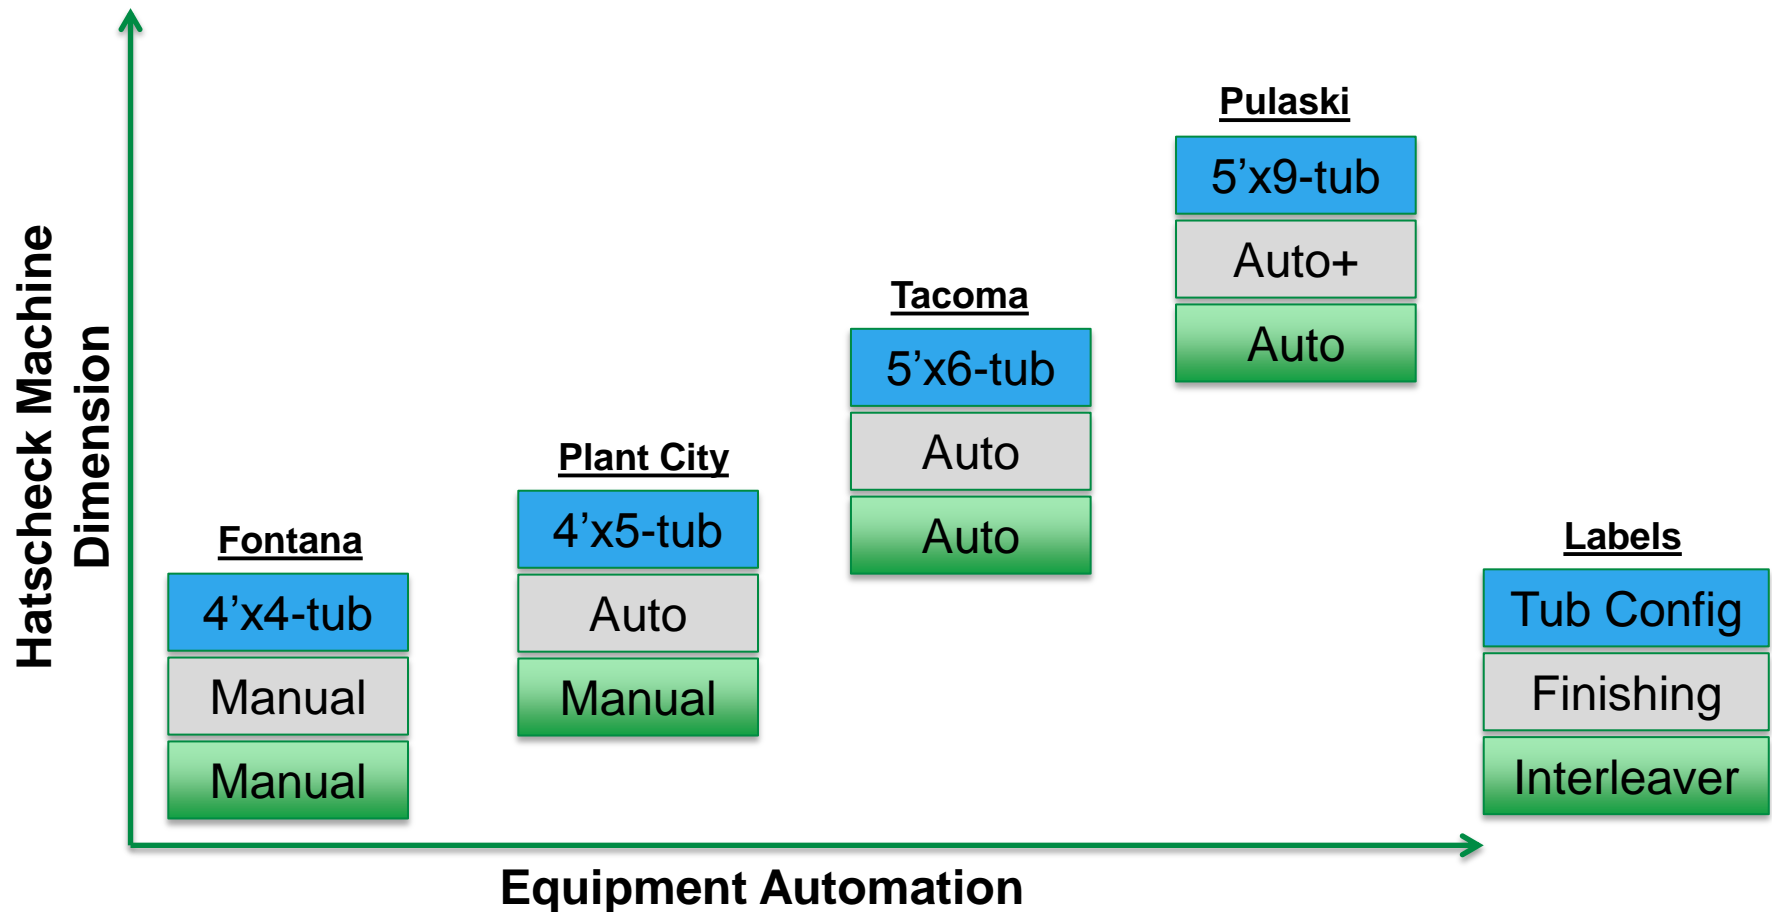 Hatscheck Machine
Dimension
Fontana
4’x4-tub
Manual
Manual
Plant City
4’x5-tub
Auto
Manual
Tacoma
5’x6-tub
Auto
Auto
Pulaski
5’x9-tub
Auto+
Auto
Labels
Tub Config
Finishing
Interleaver
Equipment Automation